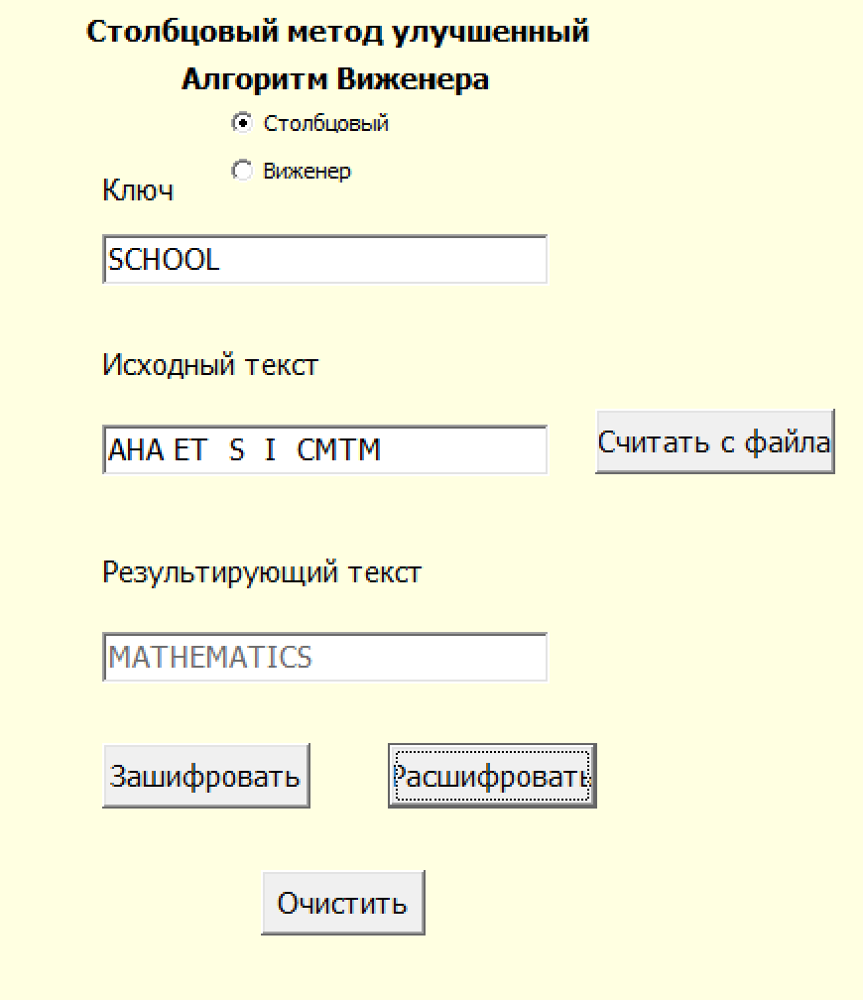 Столбцовый метод улучшенный
Алгоритм Виженера
Столбцовый
Виженер
Ключ
SCHOOL
Исходный текст
AHA ET  S  I  CMTM
Считать с файла
Результирующий текст
MATHEMATICS
Зашифровать
Расшифровать
Очистить